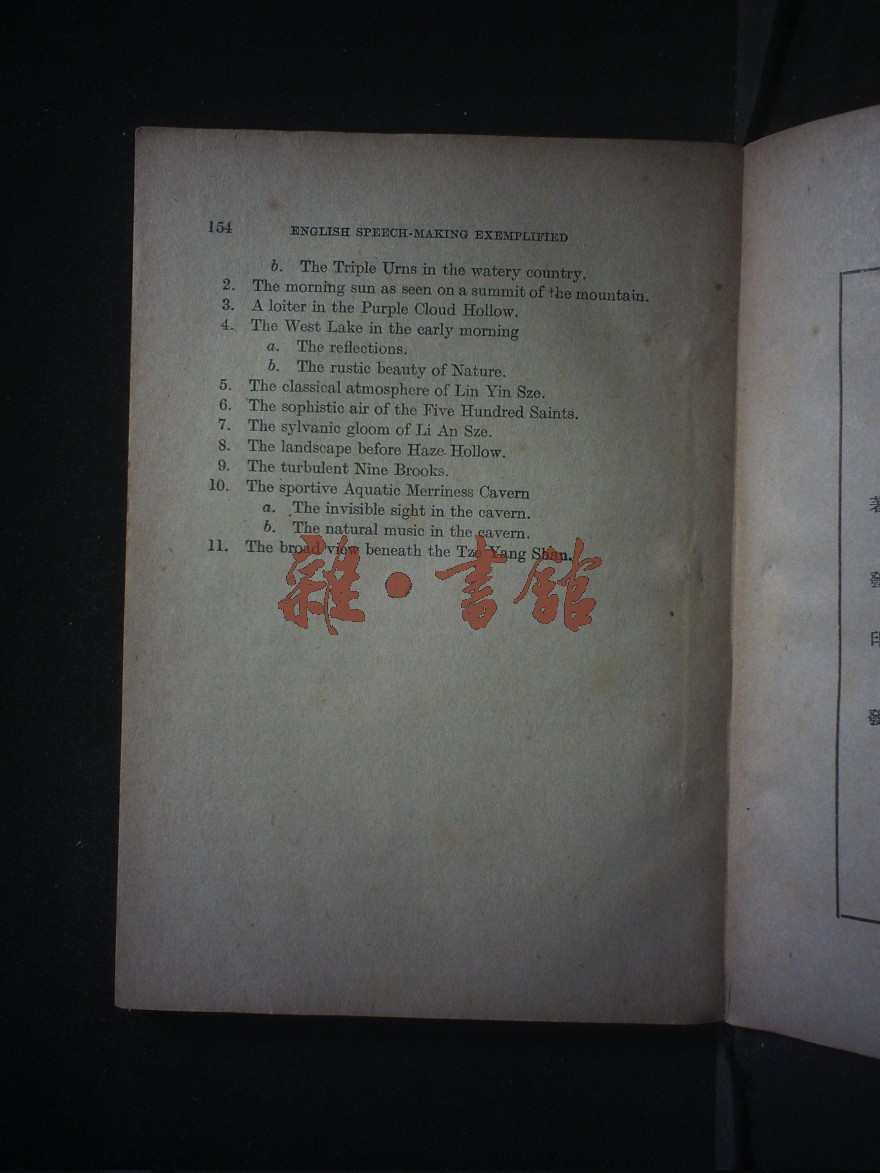 154 ENGLISH SPEECH-MAKING EXEMPLIFIED
b. The Triple Urns in the watery country.
2. The morning sun as seen on a summit of the mountain.
3. A loiter in the Purple Cloud Hollow.
4. The West Lake in the early morning
a. The reflections.
b. The rustic beauty of Nature.
5. The classical atmosphere of Lin Yin Sze.
6. The sophistic air of the Five Hundred Saints.
7. The sylvanic gloom of Li An Sze.
8. The landscape before Haze Hollow.
9. The turbulent Nine Brooks.
10. The sportive Aquatic Merriness Cavern
a. The invisible sight in the cavern.
b. The natural music in the cavern.
11. The broad view beneath the Tze Yang Shan.
雜·書館
發
印
發